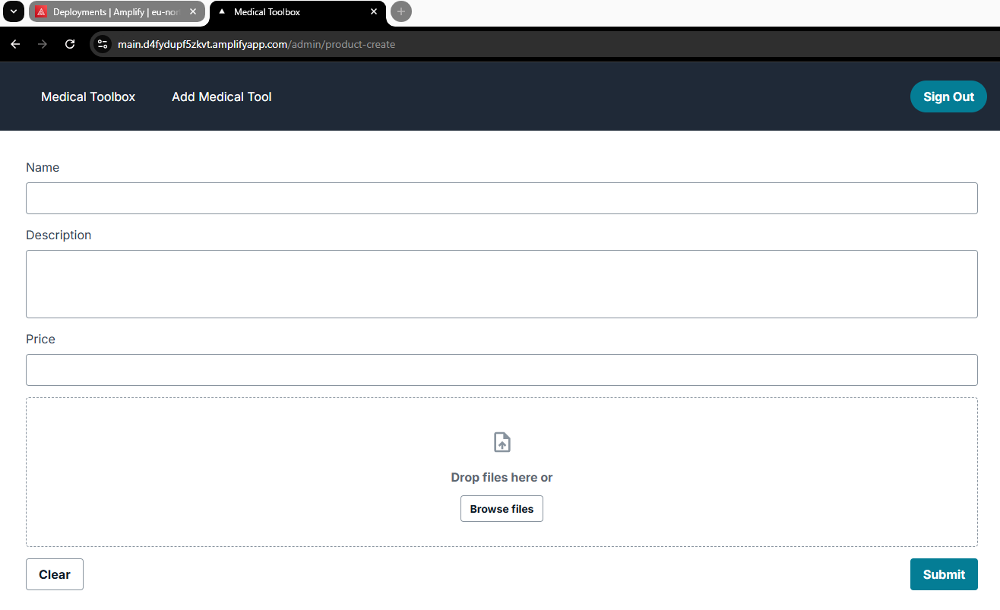 Deployments | Amplify | eu-nor
Medical Toolbox
main.d4fydupf5zkvt.amplifyapp.com/admin/product-create
Medical Toolbox Add Medical Tool Sign Out
Name
Description
Price
Drop files here or
Browse files
Clear Submit